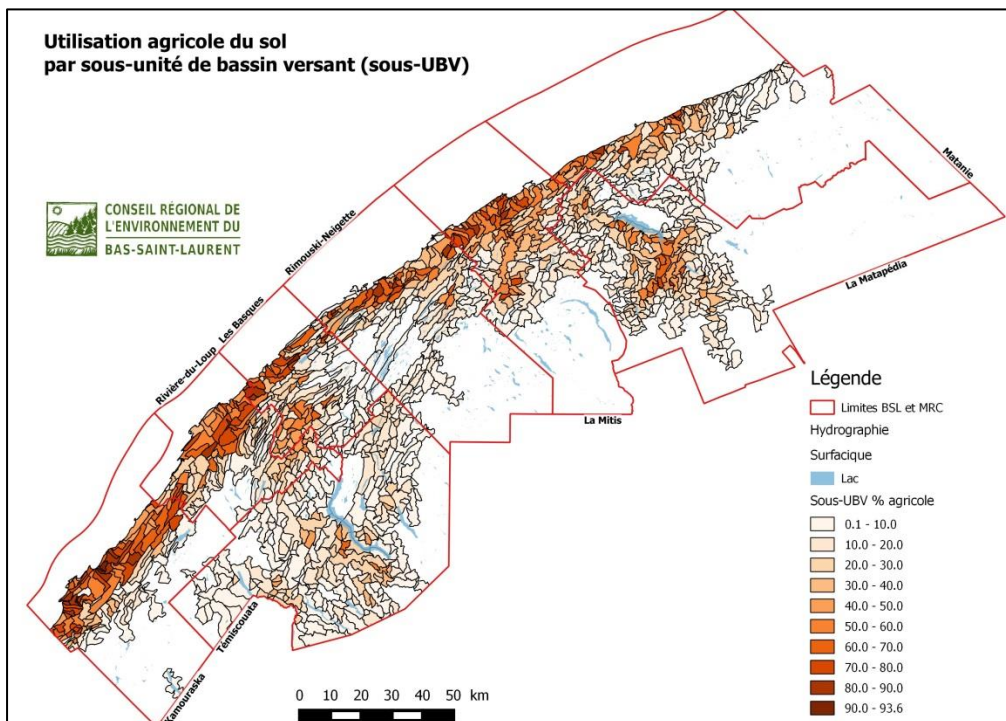 Utilisation agricole du sol
par sous-unité de bassin versant (sous-UBV)
CONSEIL RÉGIONAL DE
L'ENVIRONNEMENT DU
BAS-SAINT-LAURENT
Matanie
La Matapédia
La Mitis
Rimouski-Neigette
Les Basques
Rivière-du-Loup
Témiscouata
Kamouraska
Légende
Limites BSL et MRC
Hydrographie
Surfacique
Lac
Sous-UBV % agricole
0.1 - 10.0
10.0 - 20.0
20.0 - 30.0
30.0 - 40.0
40.0 - 50.0
50.0 - 60.0
60.0 - 70.0
70.0 - 80.0
80.0 - 90.0
90.0 - 93.6
0 10 20 30 40 50 km